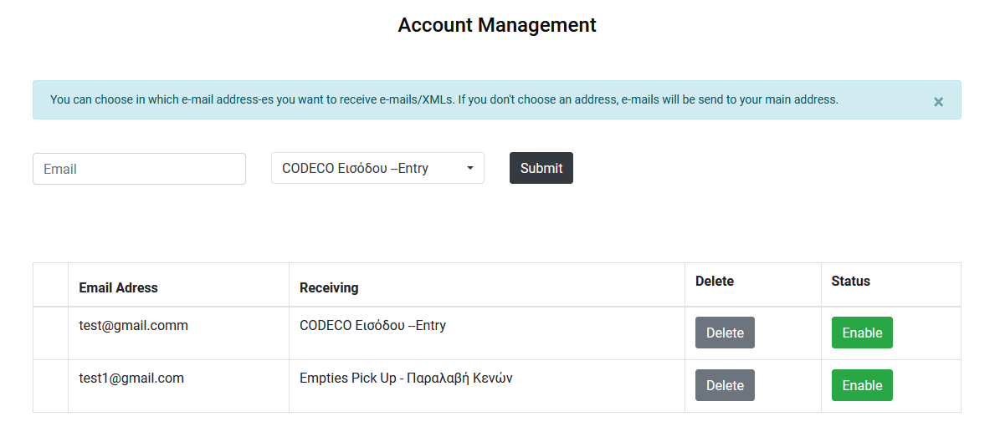 Account Management
You can choose in which e-mail address-es you want to receive e-mails/XMLs. If you don't choose an address, e-mails will be send to your main address.
×
Email
CODECO Εισόδου --Entry
Submit
Email Adress
Receiving
Delete
Status
test@gmail.comm
CODECO Εισόδου --Entry
Delete
Enable
test1@gmail.com
Empties Pick Up - Παραλαβή Κενών
Delete
Enable